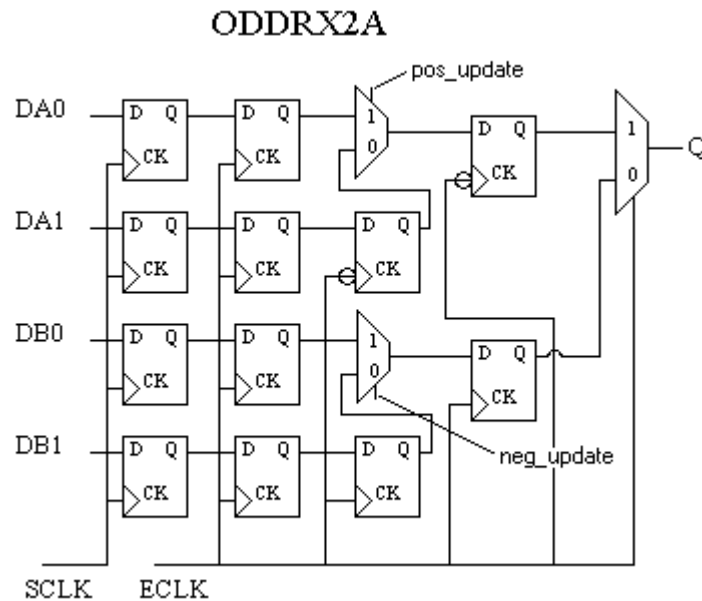 ODDRX2A
pos_update
DA0
D Q
D Q
1
0
D Q
1
0
Q
CK
CK
CK
DA1
D Q
D Q
D Q
CK
CK
CK
DB0
D Q
D Q
1
0
D Q
CK
CK
CK
DB1
D Q
D Q
D Q
neg_update
CK
CK
CK
SCLK
ECLK